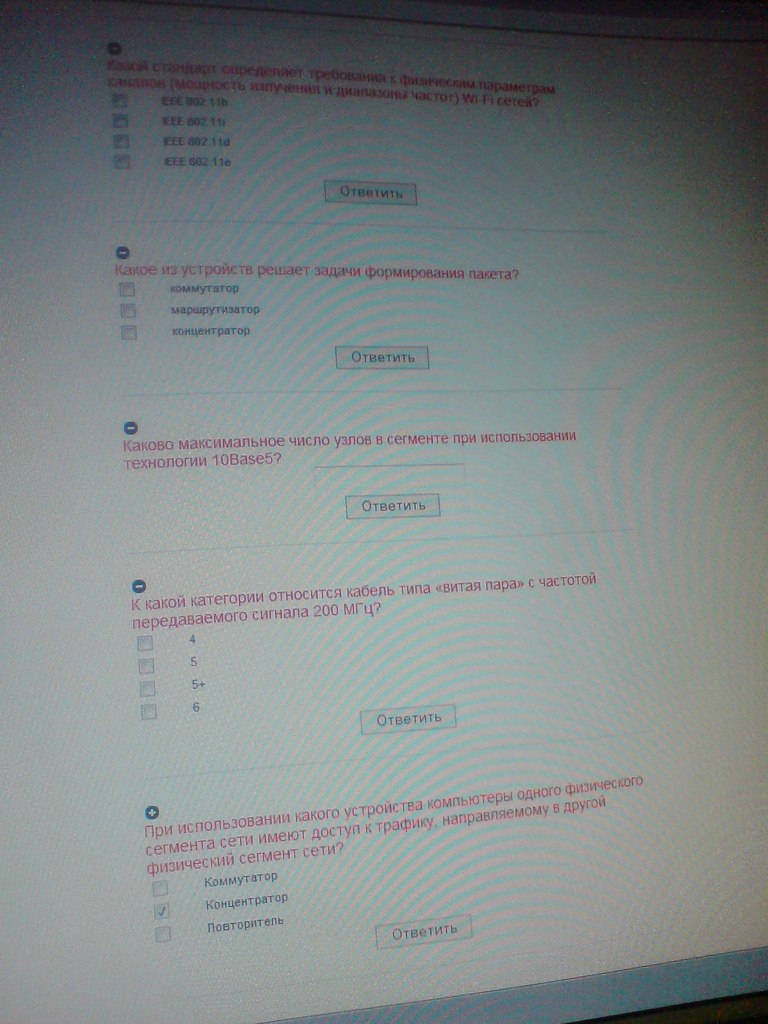 Какой стандарт определяет требования к физическим параметрам
каналов (мощность излучения и диапазоны частот) Wi-Fi сетей?
IEEE 802.11h
IEEE 802.11i
IEEE 802.11d
IEEE 802.11e
Ответить
Какое из устройств решает задачи формирования пакета?
коммутатор
маршрутизатор
концентратор
Ответить
Каково максимальное число узлов в сегменте при использовании
технологии 10Base5?
Ответить
К какой категории относится кабель типа «витая пара» с частотой
передаваемого сигнала 200 МГц?
4
5
5+
6
Ответить
При использовании какого устройства компьютеры одного физического
сегмента сети имеют доступ к трафику, направляемому в другой
физический сегмент сети?
Коммутатор
Концентратор
Повторитель
Ответить